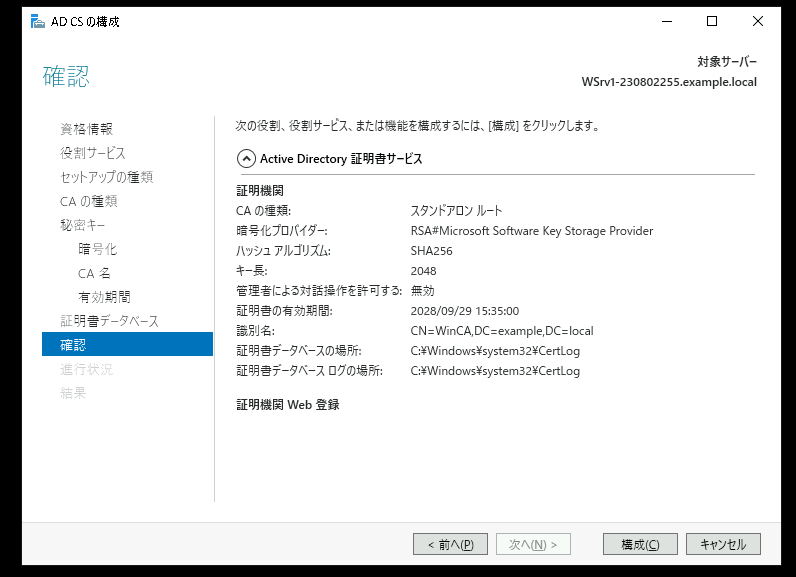 AD CS の構成
確認
対象サーバー
WSrv1-230802255.example.local
資格情報
役割サービス
セットアップの種類
CA の種類
秘密キー
暗号化
CA 名
有効期間
証明書データベース
確認
進行状況
結果
次の役割、役割サービス、または機能を構成するには、[構成] をクリックします。
Active Directory 証明書サービス
証明機関
CA の種類: スタンドアロン ルート
暗号化プロバイダー: RSA#Microsoft Software Key Storage Provider
ハッシュ アルゴリズム: SHA256
キー長: 2048
管理者による対話操作を許可する: 無効
証明書の有効期間: 2028/09/29 15:35:00
識別名: CN=WinCA,DC=example,DC=local
証明書データベースの場所: C:¥Windows¥system32¥CertLog
証明書データベース ログの場所: C:¥Windows¥system32¥CertLog
証明機関 Web 登録
< 前へ(P) 次へ(N) > 構成(C) キャンセル